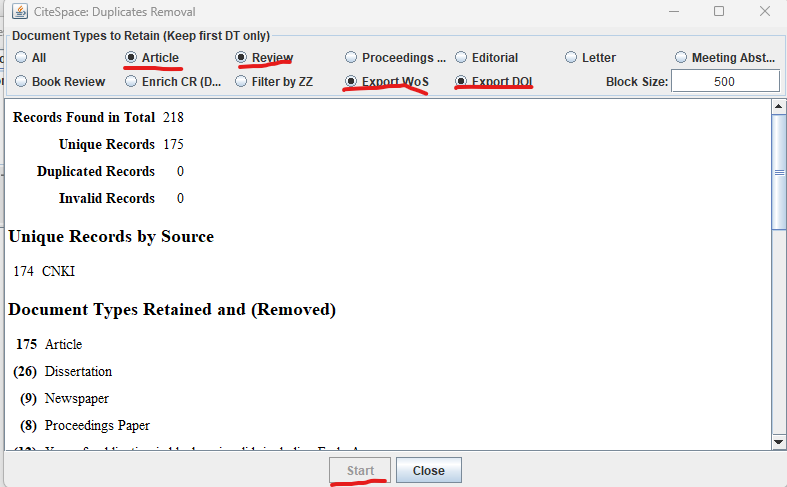 CiteSpace: Duplicates Removal
Document Types to Retain (Keep first DT only)
All Article Review Proceedings ... Editorial Letter Meeting Abst...
Book Review Enrich CR (D... Filter by ZZ Export WoS Export DOI Block Size: 500
Records Found in Total 218
Unique Records 175
Duplicated Records 0
Invalid Records 0
Unique Records by Source
174 CNKI
Document Types Retained and (Removed)
175 Article
(26) Dissertation
(9) Newspaper
(8) Proceedings Paper
Start Close